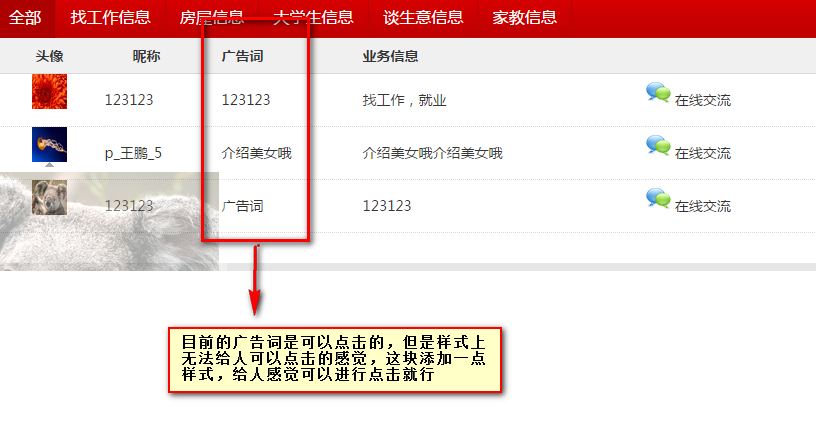 全部 找工作信息 房屋信息 大学生信息 谈生意信息 家教信息
头像 昵称 广告词 业务信息
123123 123123 找工作，就业 在线交流
p_王鹏_5 介绍美女哦 介绍美女哦介绍美女哦 在线交流
123123 广告词 123123 在线交流
目前的广告词是可以点击的，但是样式上
无法给人可以点击的感觉，这块添加一点
样式，给人感觉可以进行点击就行